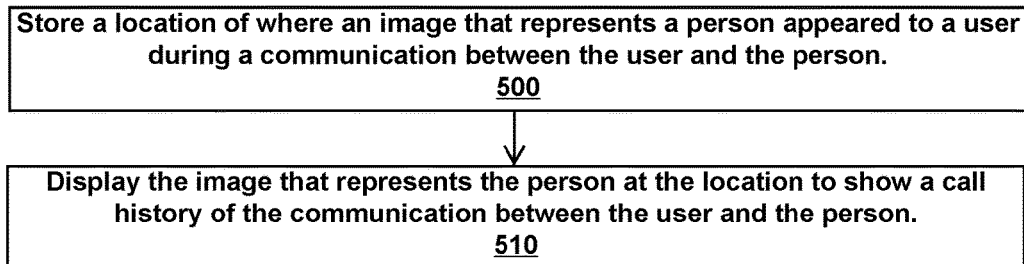 Store a location of where an image that represents a person appeared to a user
during a communication between the user and the person.
500
Display the image that represents the person at the location to show a call
history of the communication between the user and the person.
510